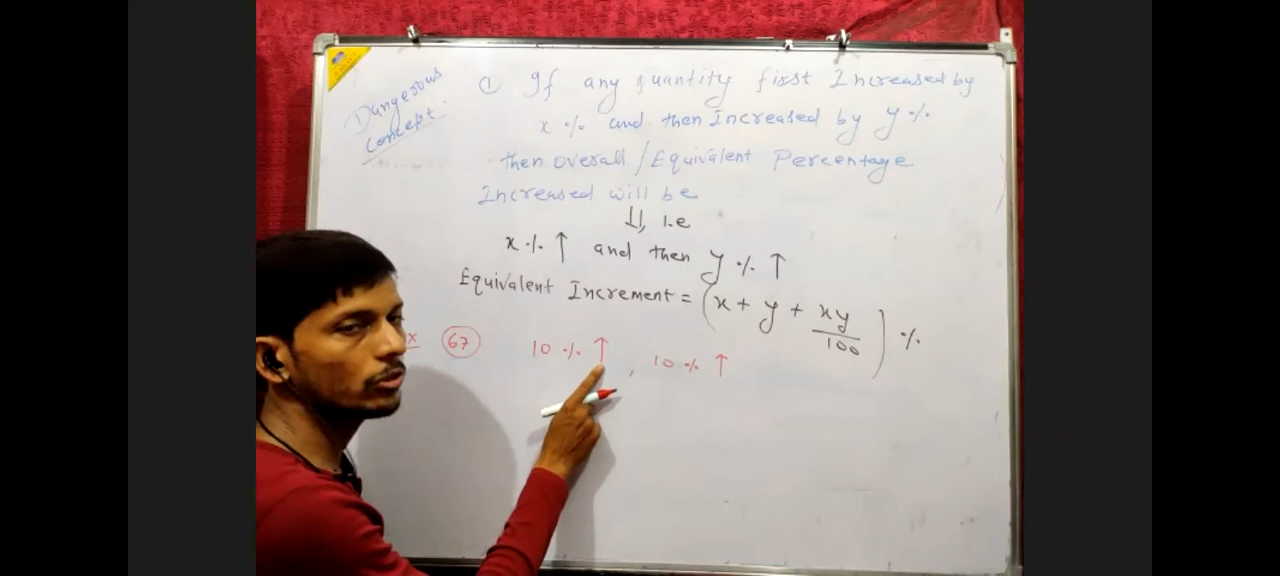 Dangerous
Concept:
① If any quantity first Increased by
x % and then Increased by y %
then overall / Equivalent Percentage
Increased will be
⇓ i.e
x % ↑ and then y % ↑
Equivalent Increment = (x + y + xy/100) %
x (67) 10 % ↑ , 10 % ↑